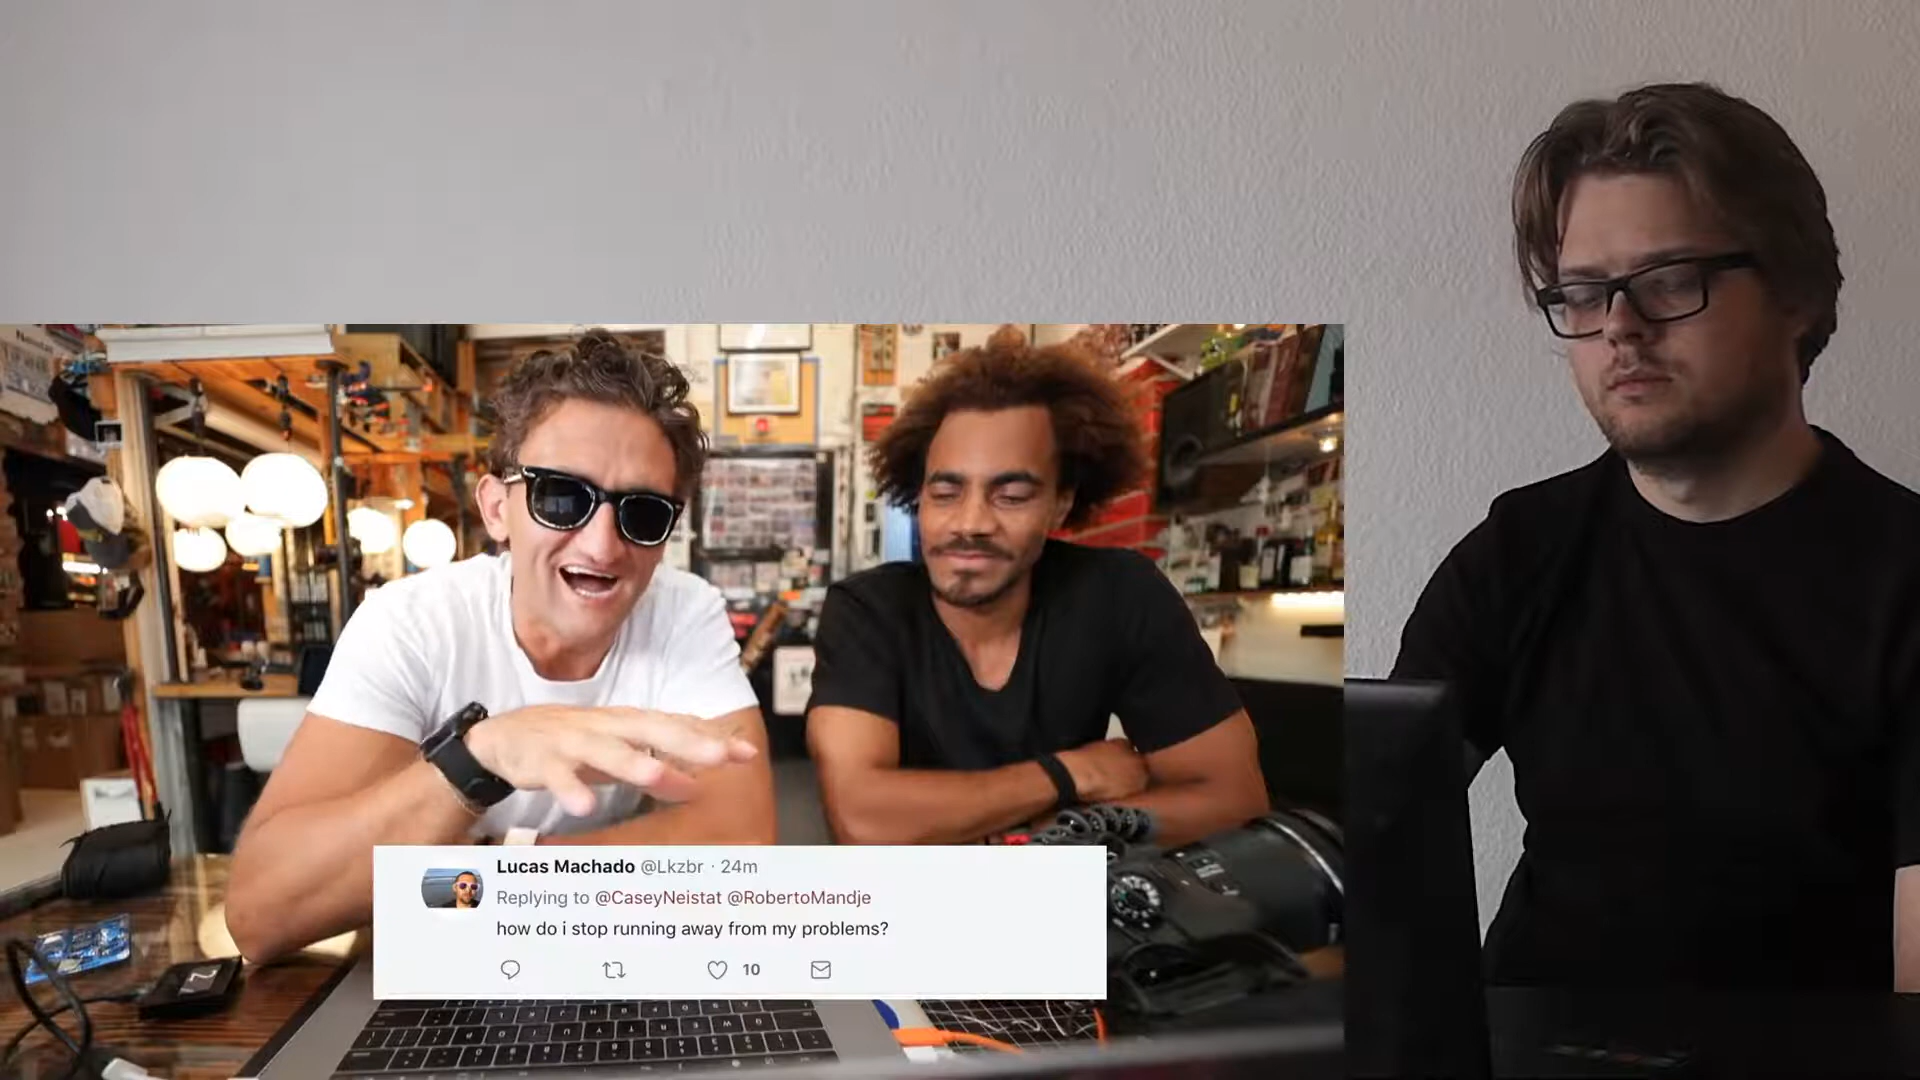 Lucas Machado @Lkzbr · 24m
Replying to @CaseyNeistat @RobertoMandje
how do i stop running away from my problems?
10